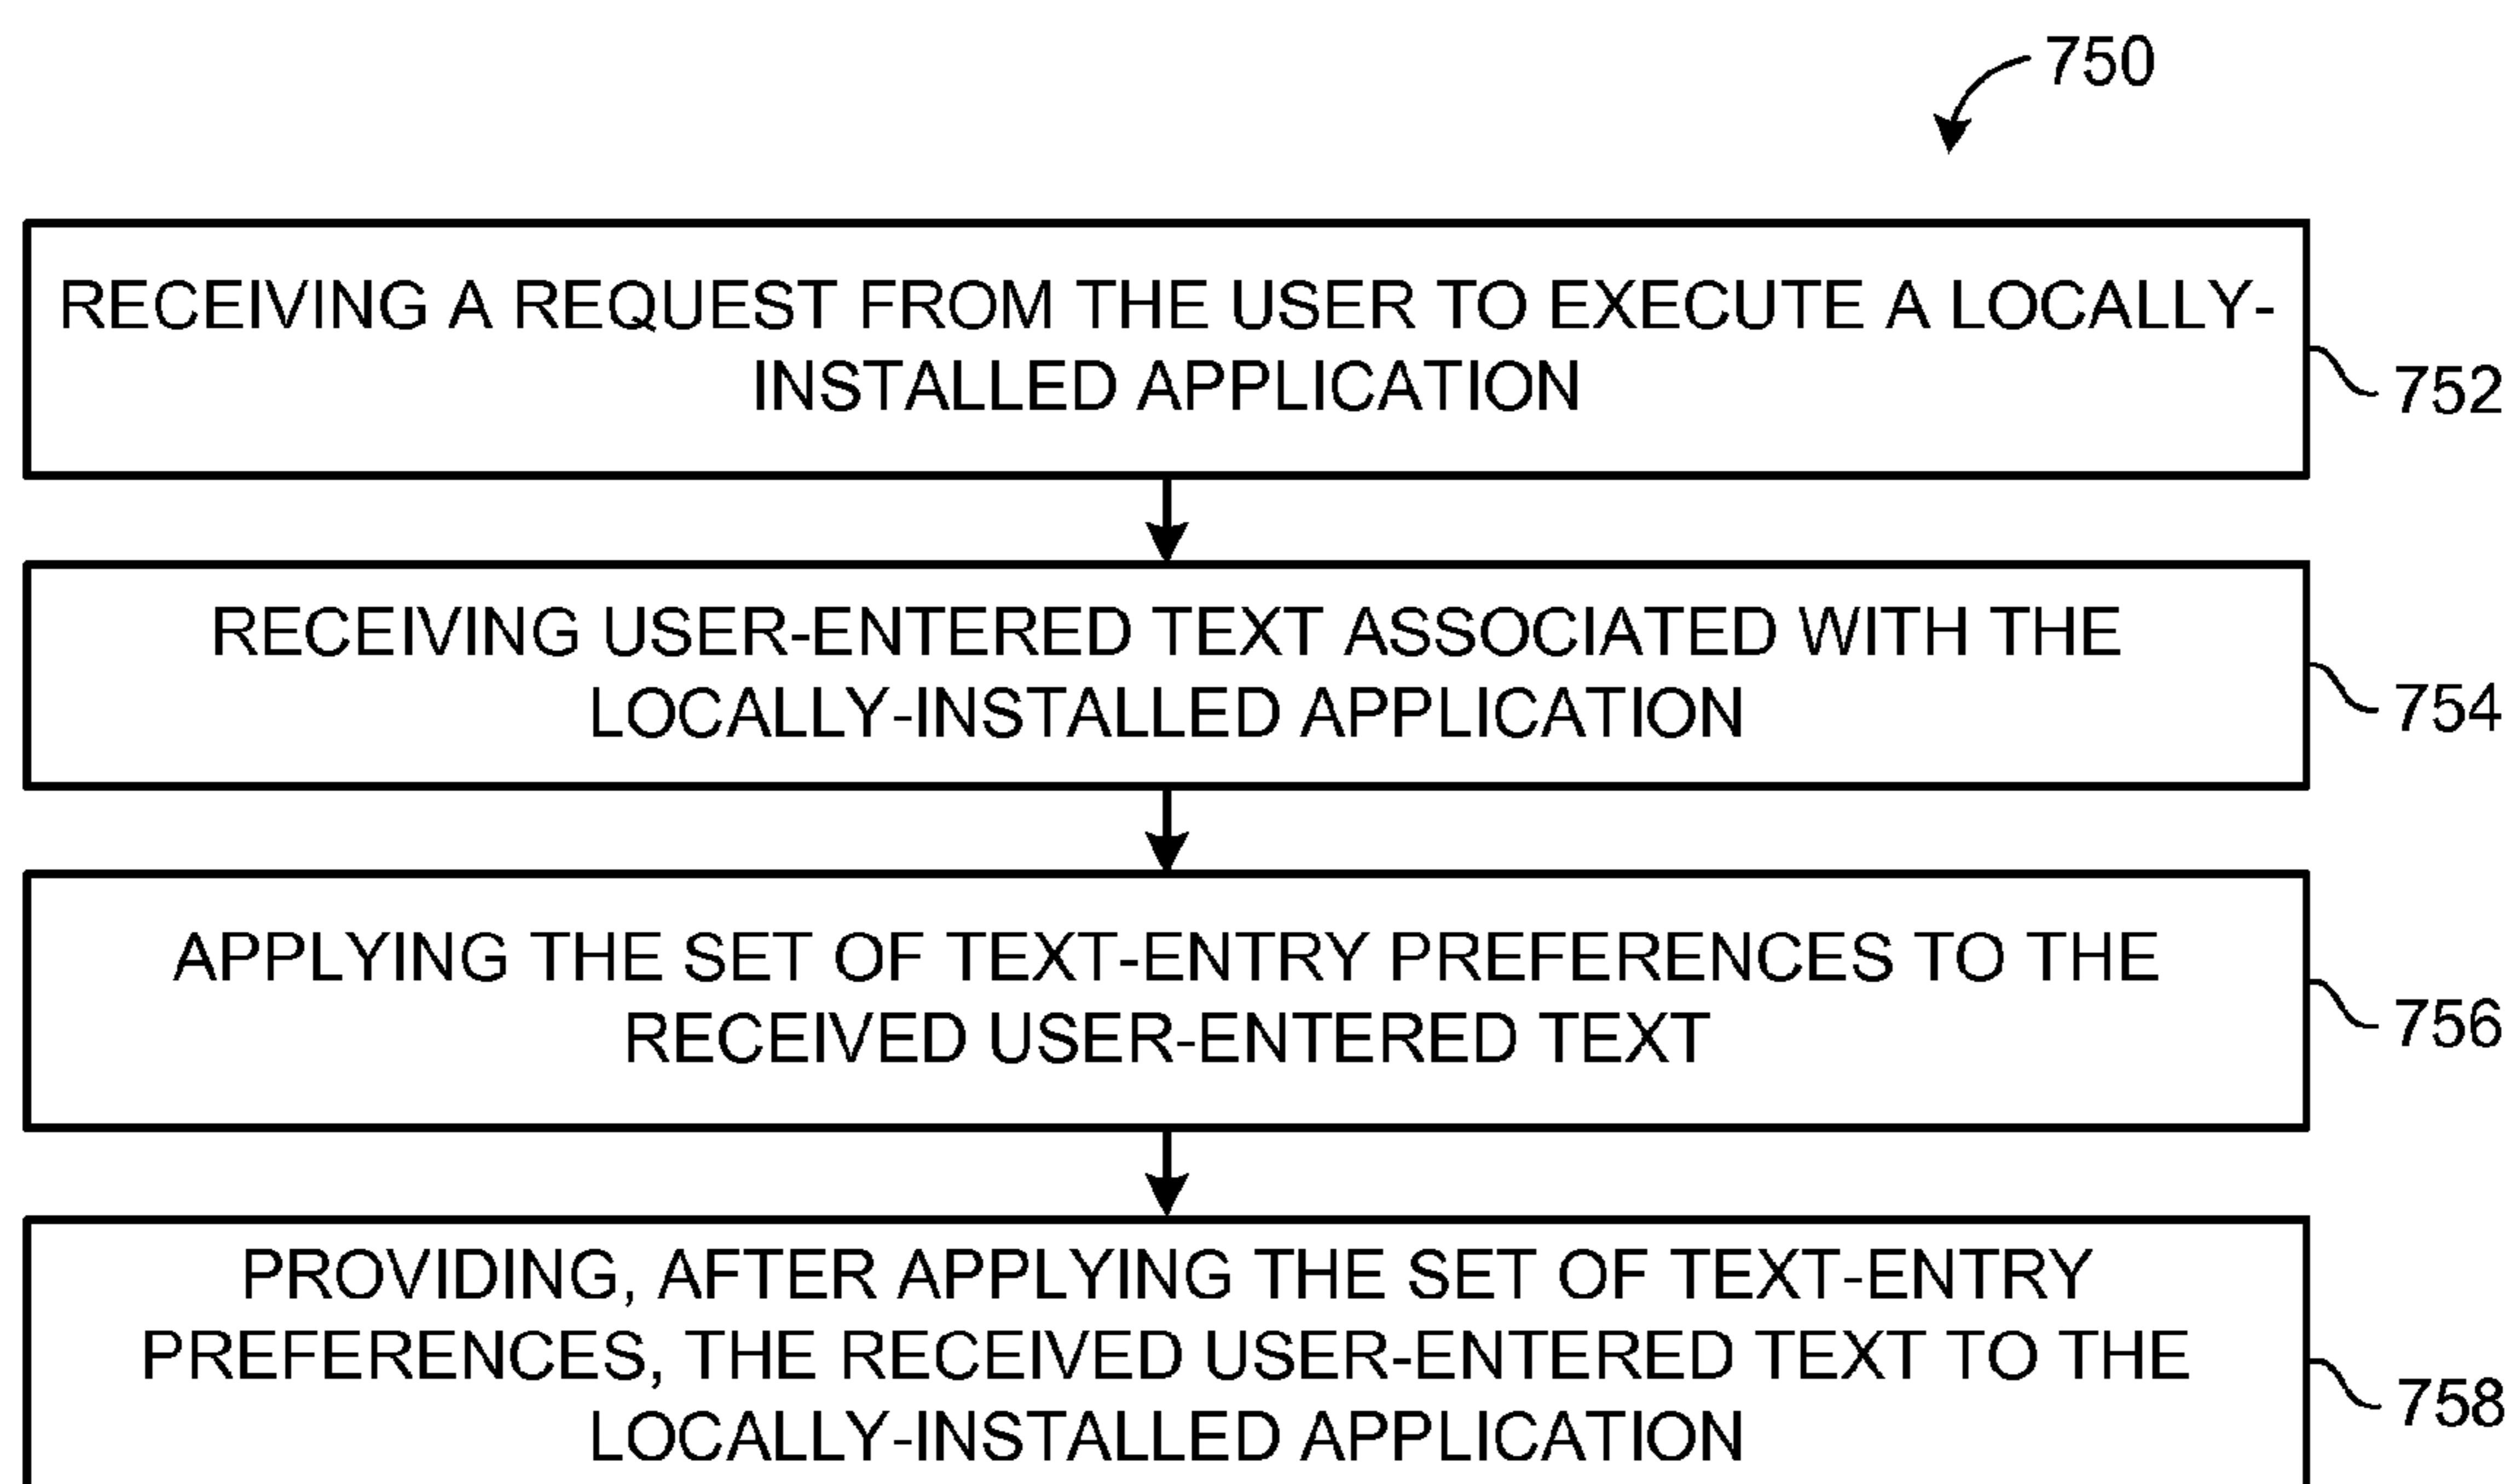 750
RECEIVING A REQUEST FROM THE USER TO EXECUTE A LOCALLY-
INSTALLED APPLICATION
752
RECEIVING USER-ENTERED TEXT ASSOCIATED WITH THE
LOCALLY-INSTALLED APPLICATION
754
APPLYING THE SET OF TEXT-ENTRY PREFERENCES TO THE
RECEIVED USER-ENTERED TEXT
756
PROVIDING, AFTER APPLYING THE SET OF TEXT-ENTRY
PREFERENCES, THE RECEIVED USER-ENTERED TEXT TO THE
LOCALLY-INSTALLED APPLICATION
758